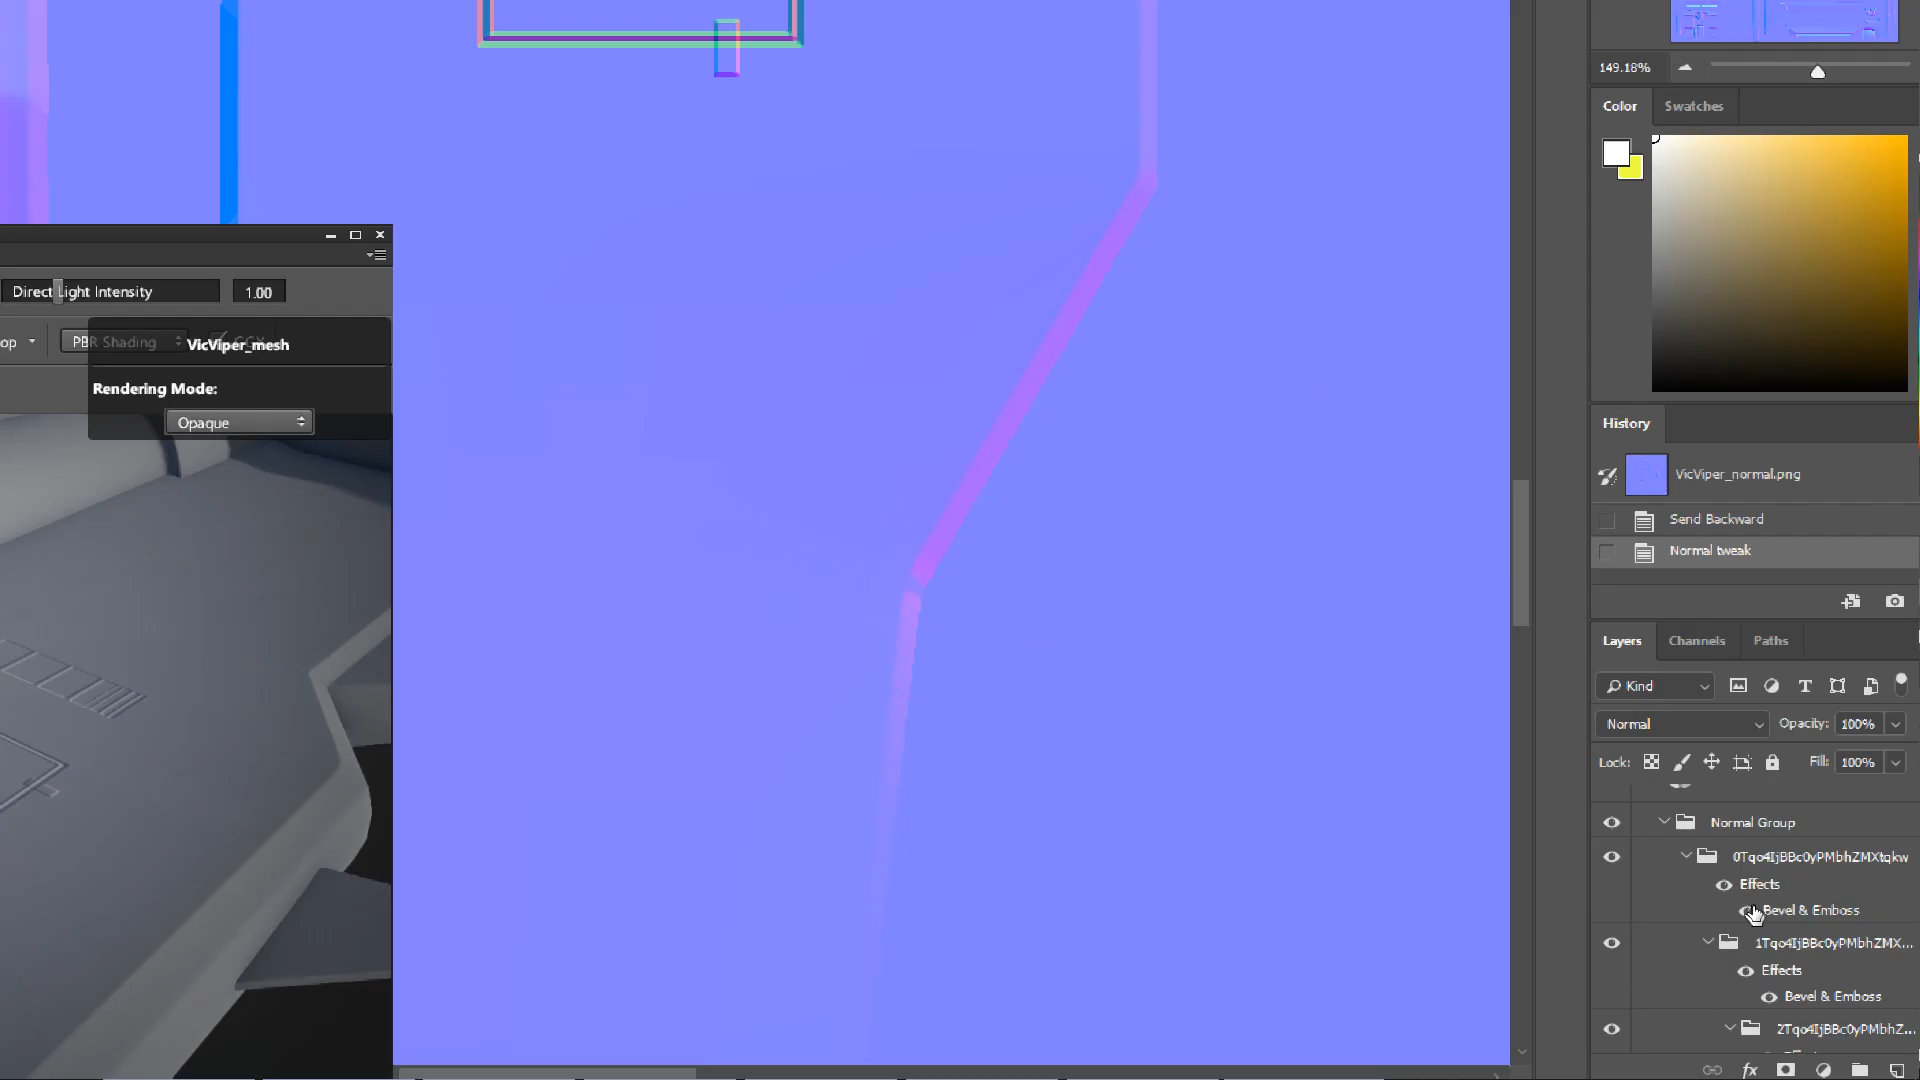 149.18%
Color Swatches
Direct Light Intensity 1.00
op PBR Shading
VicViper_mesh
Rendering Mode:
Opaque
History
VicViper_normal.png
Send Backward
Normal tweak
Layers Channels Paths
Kind
Normal Opacity: 100%
Lock: Fill: 100%
Normal Group
0Tqo4IjBBc0yPMbhZMXtqkw
Effects
Bevel & Emboss
1Tqo4IjBBc0yPMbhZMX...
Effects
Bevel & Emboss
2Tqo4IjBBc0yPMbhZ...
fx